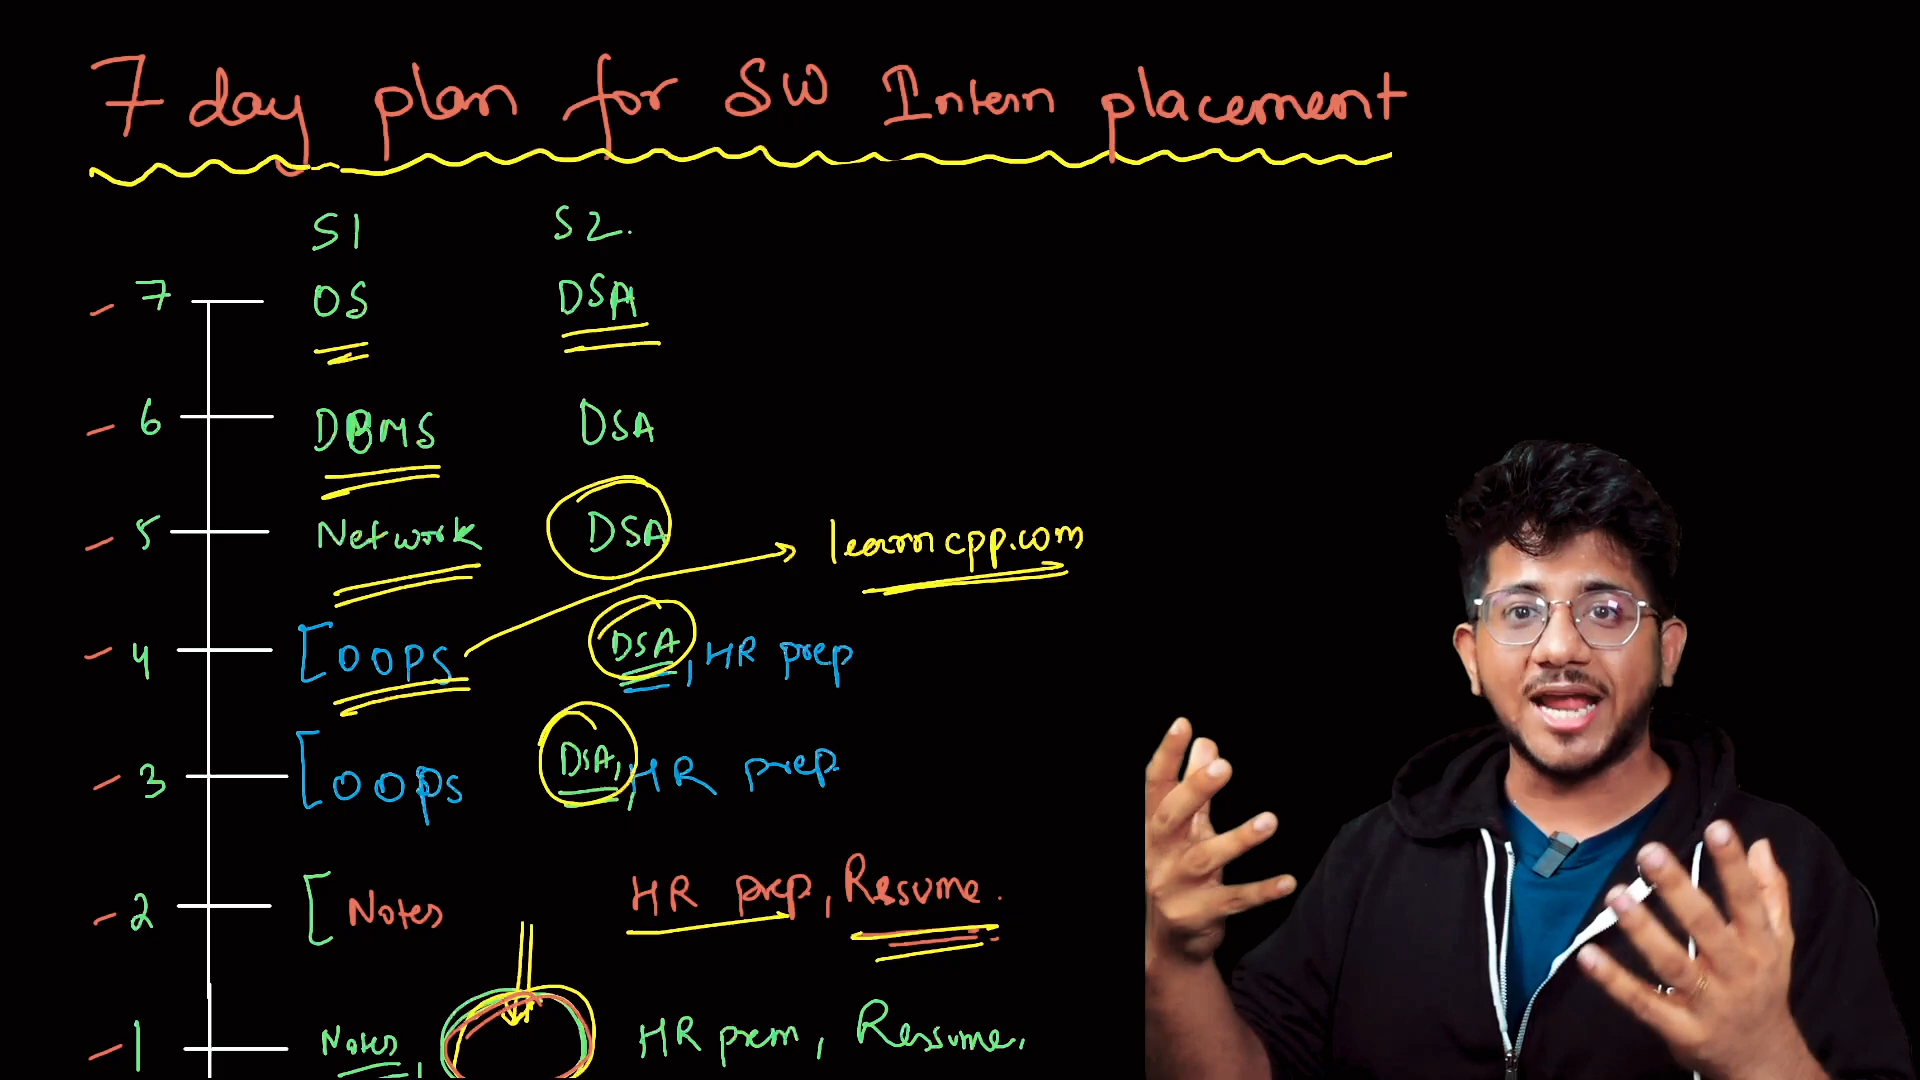 7 day plan for SW Intern placement
S1 S2.
- 7 OS DSA
- 6 DBMS DSA
- 5 Network DSA learncpp.com
- 4 [OOPS DSA, HR prep
- 3 [OOPS DSA, HR prep
- 2 [Notes HR prep, Resume.
- 1 Notes, HR prem, Resume,